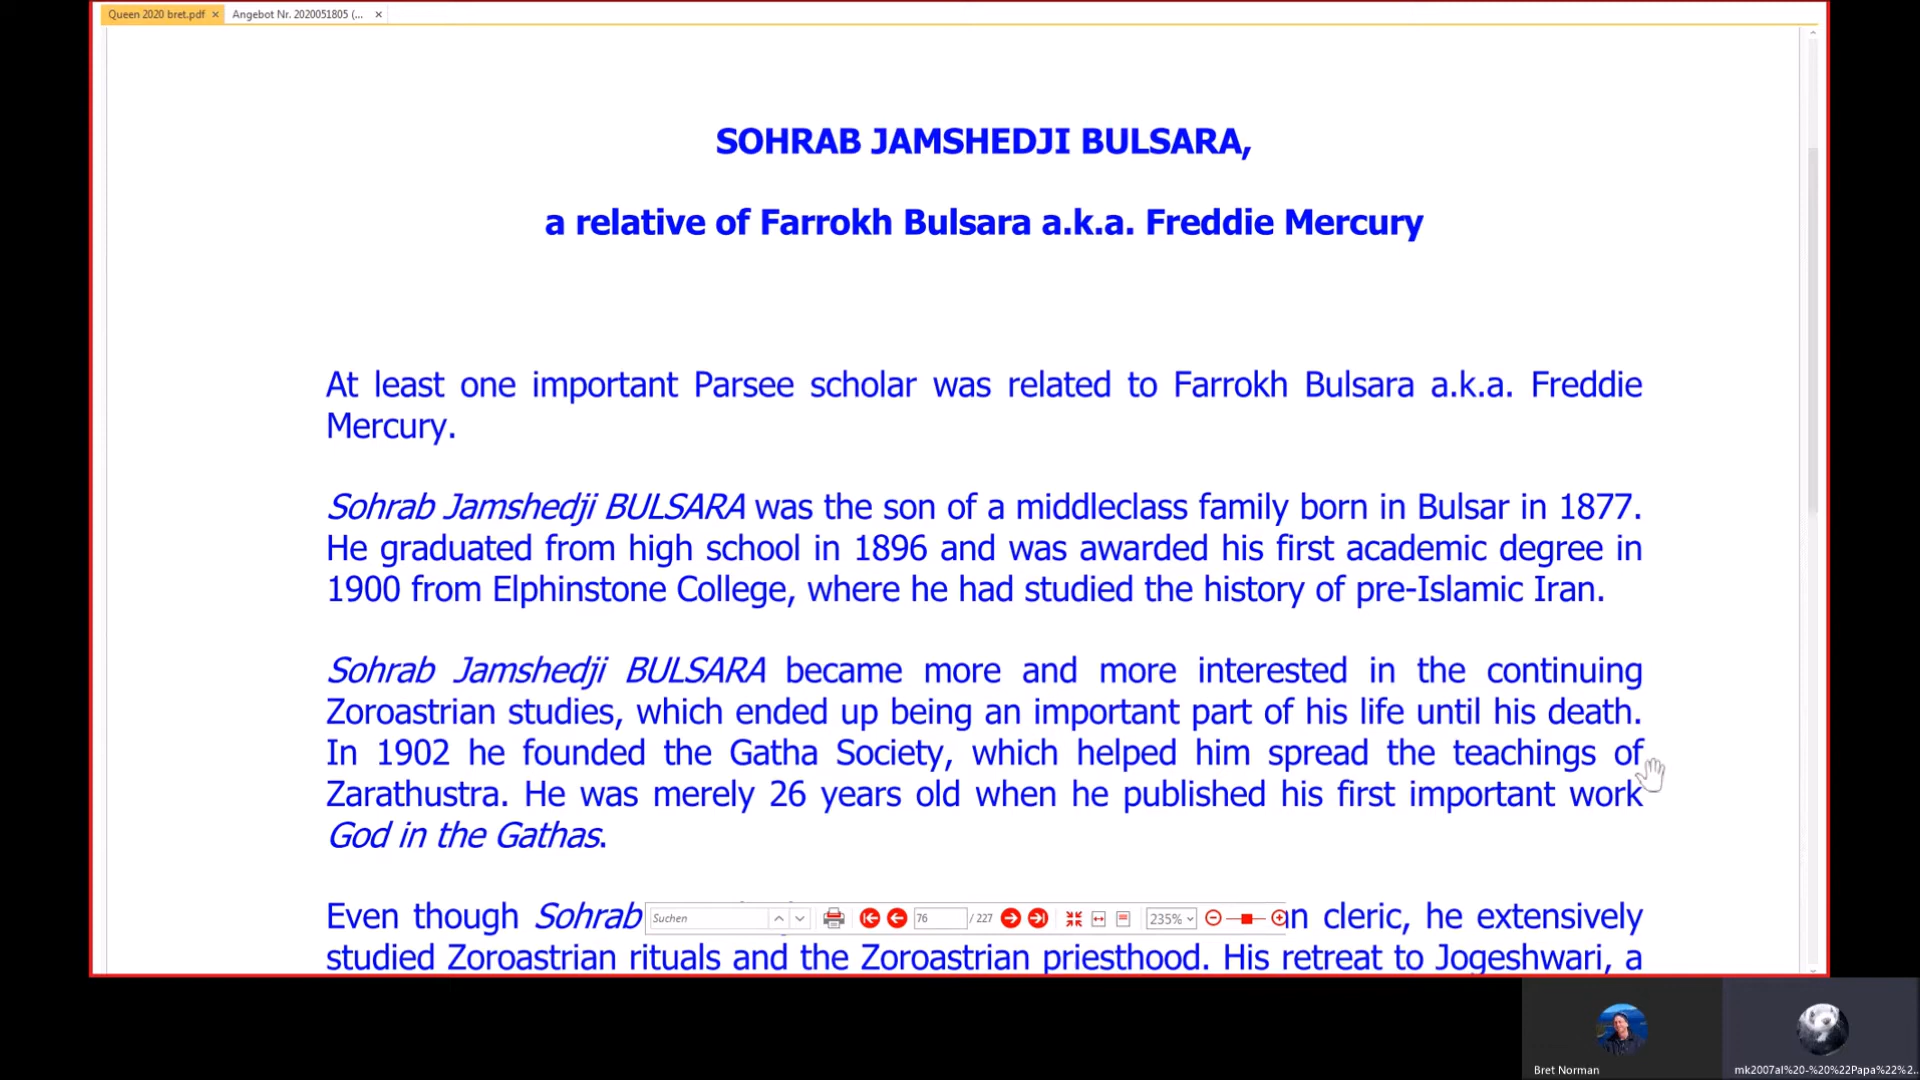 Queen 2020 bret.pdf × Angebot Nr. 2020051805 (... ×
SOHRAB JAMSHEDJI BULSARA,
a relative of Farrokh Bulsara a.k.a. Freddie Mercury
At least one important Parsee scholar was related to Farrokh Bulsara a.k.a. Freddie
Mercury.
Sohrab Jamshedji BULSARA was the son of a middleclass family born in Bulsar in 1877.
He graduated from high school in 1896 and was awarded his first academic degree in
1900 from Elphinstone College, where he had studied the history of pre-Islamic Iran.
Sohrab Jamshedji BULSARA became more and more interested in the continuing
Zoroastrian studies, which ended up being an important part of his life until his death.
In 1902 he founded the Gatha Society, which helped him spread the teachings of
Zarathustra. He was merely 26 years old when he published his first important work
God in the Gathas.
Even though Sohrab n cleric, he extensively
Suchen 76 / 227 235%
studied Zoroastrian rituals and the Zoroastrian priesthood. His retreat to Jogeshwari, a
Bret Norman
mk2007al%20-%20%22Papa%22%2...